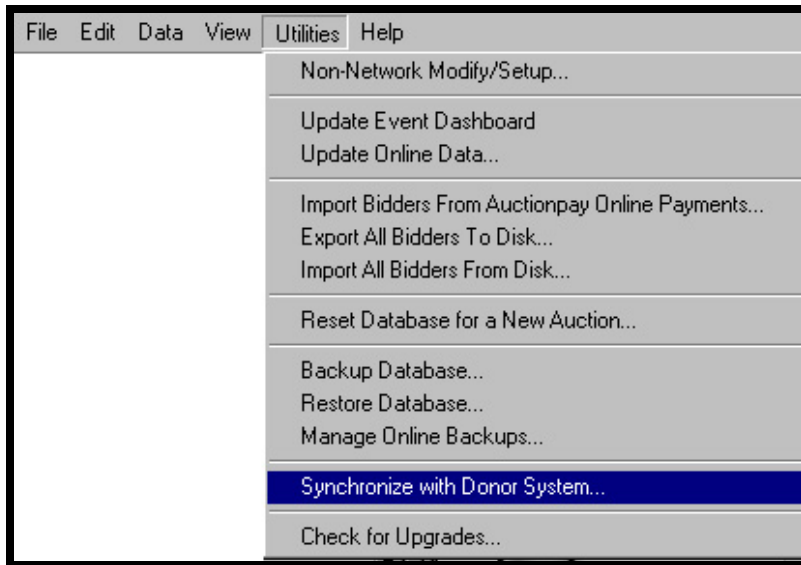 File Edit Data View Utilities Help
Non-Network Modify/Setup...
Update Event Dashboard
Update Online Data...
Import Bidders From Auctionpay Online Payments...
Export All Bidders To Disk...
Import All Bidders From Disk...
Reset Database for a New Auction...
Backup Database...
Restore Database...
Manage Online Backups...
Synchronize with Donor System...
Check for Upgrades...